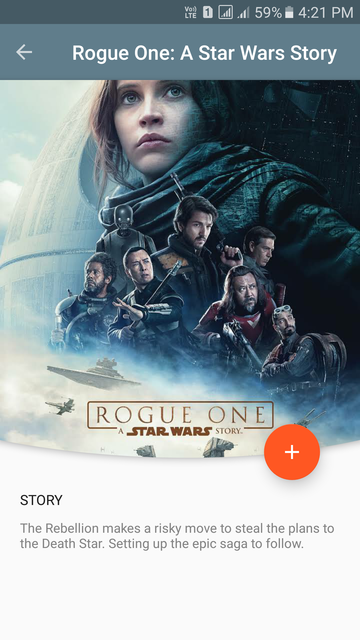 Vo)) LTE 1 59% 4:21 PM
Rogue One: A Star Wars Story
ROGUE ONE
A STAR WARS STORY
STORY
The Rebellion makes a risky move to steal the plans to
the Death Star. Setting up the epic saga to follow.